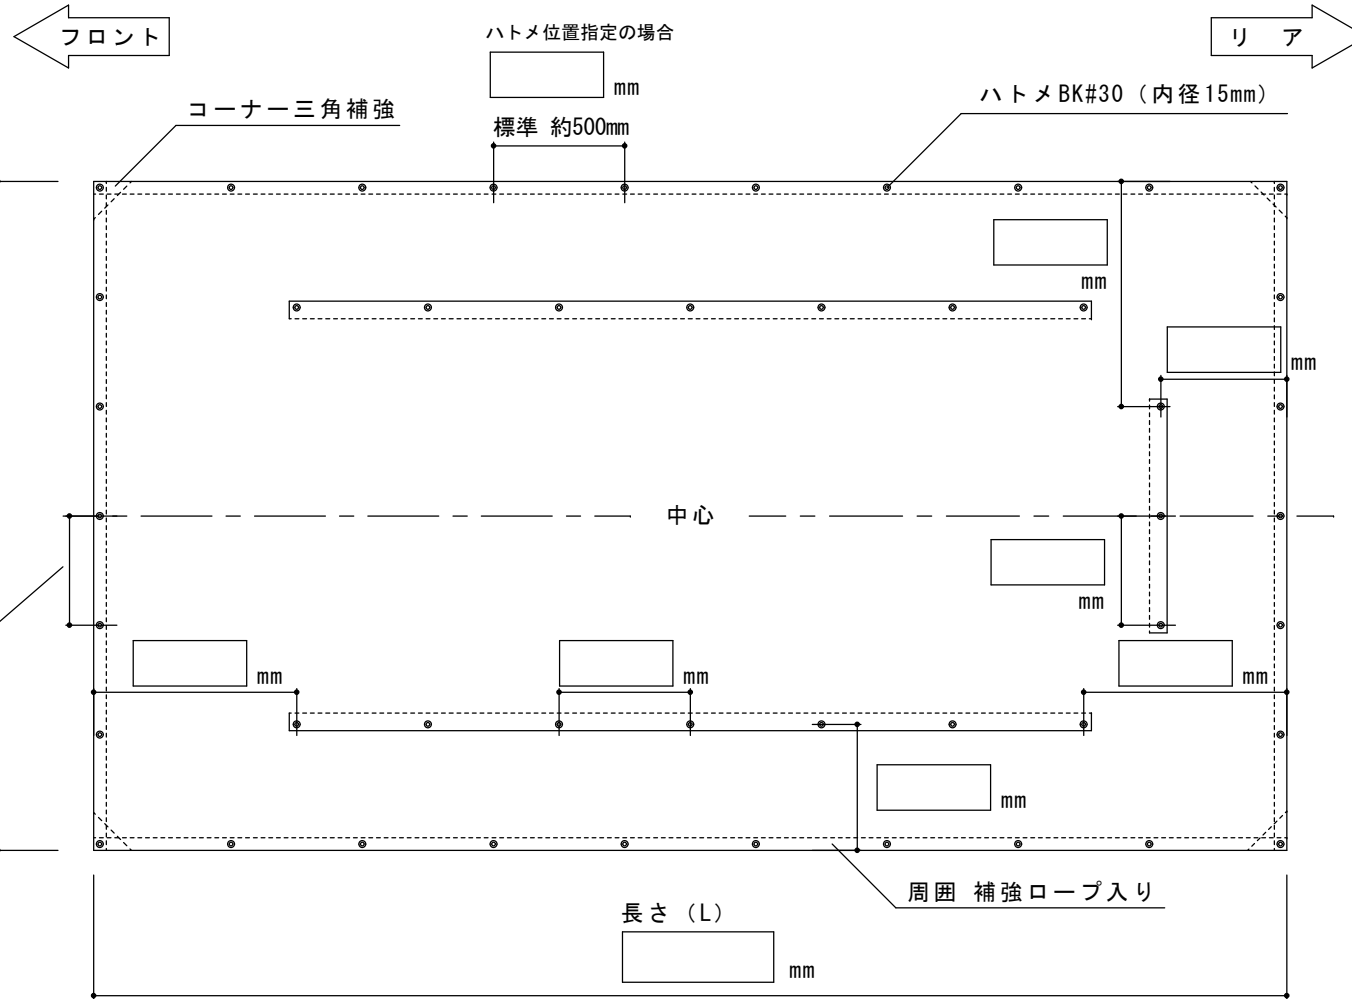 フロント
リ ア
ハトメ位置指定の場合
mm
コーナー三角補強
標準 約500mm
ハトメBK#30（内径15mm）
mm
mm
中心
mm
mm
mm
mm
mm
周囲 補強ロープ入り
長さ（L）
mm